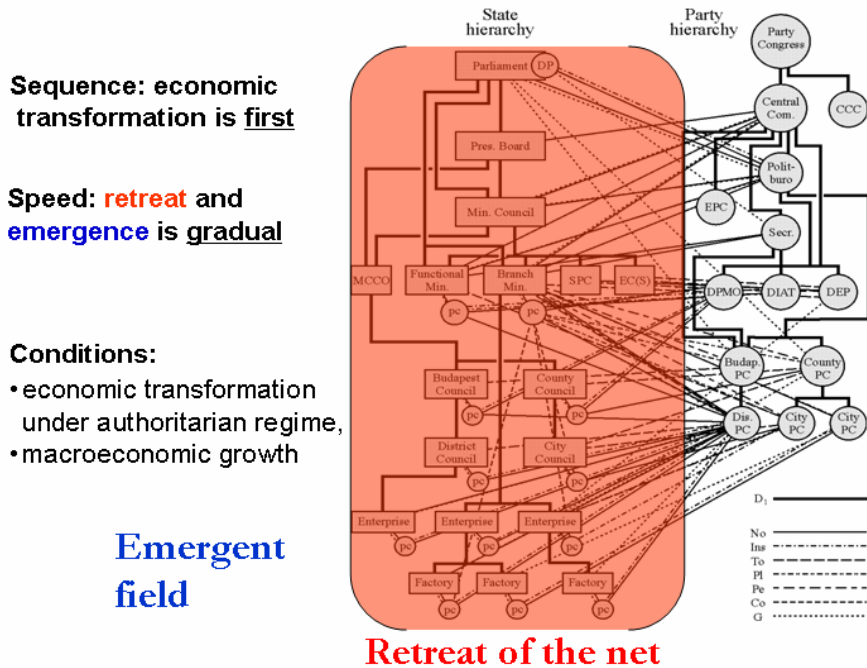 State
hierarchy
Party
hierarchy
Sequence: economic
transformation is first
Speed: retreat and
emergence is gradual
Conditions:
• economic transformation
under authoritarian regime,
• macroeconomic growth
Emergent
field
Parliament
DP
Pres. Board
Min. Council
MCCO
Functional
Min.
Branch
Min.
SPC
EC(S)
pc
pc
Budapest
Council
County
Council
pc
pc
District
Council
City
Council
pc
pc
Enterprise
Enterprise
Enterprise
pc
pc
pc
Factory
Factory
Factory
pc
pc
pc
Party
Congress
Central
Com.
CCC
Polit-
buro
EPC
Secr.
DPMO
DIAT
DEP
Budap.
PC
County
PC
Dis.
PC
City
PC
City
PC
D1
No
Ins
To
Pl
Pe
Co
G
Retreat of the net